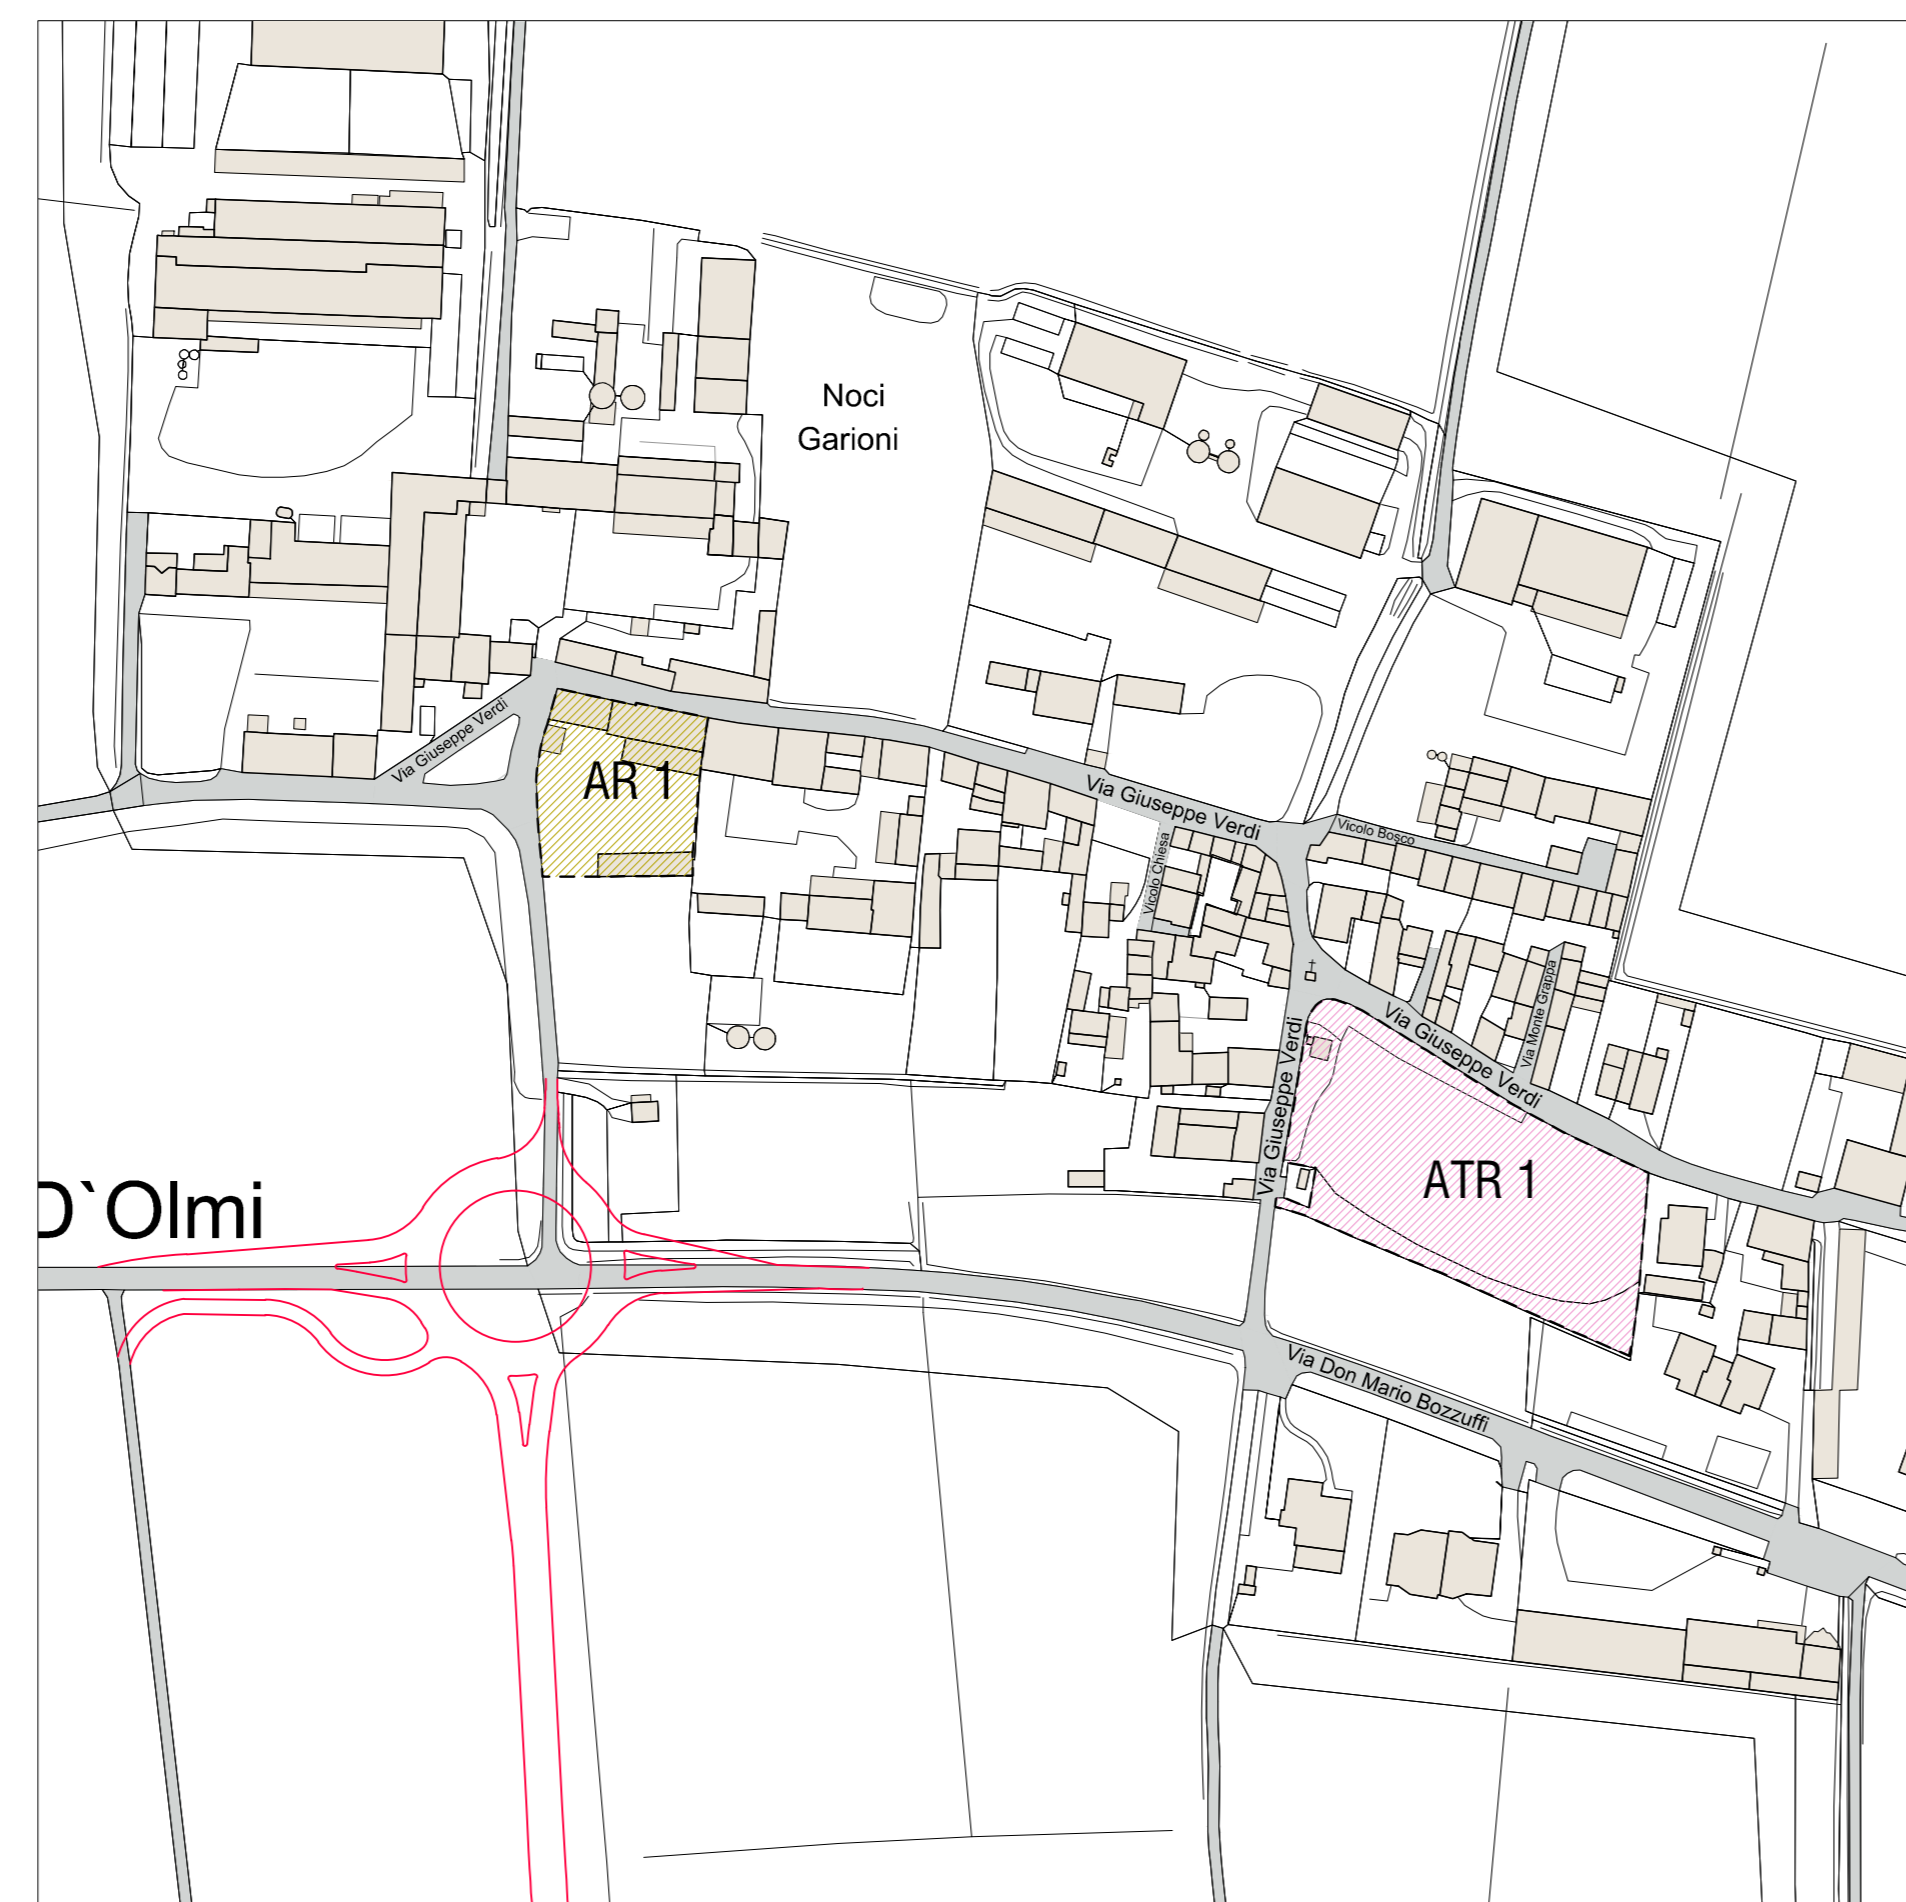 Noci
Garioni
Via Giuseppe Verdi
AR 1
Via Giuseppe Verdi
Vicolo Bosco
Vicolo Chiesa
Via Monte Grappa
Via Giuseppe Verdi
Via Giuseppe Verdi
ATR 1
D`Olmi
Via Don Mario Bozzuffi